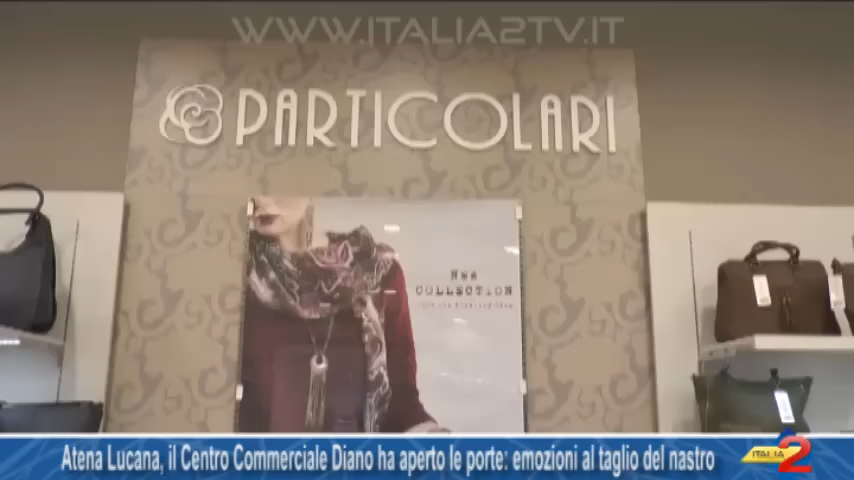 WWW.ITALIA2TV.IT
PARTICOLARI
New
COLLECTION
Atena Lucana, il Centro Commerciale Diano ha aperto le porte: emozioni al taglio del nastro
ITALIA 2